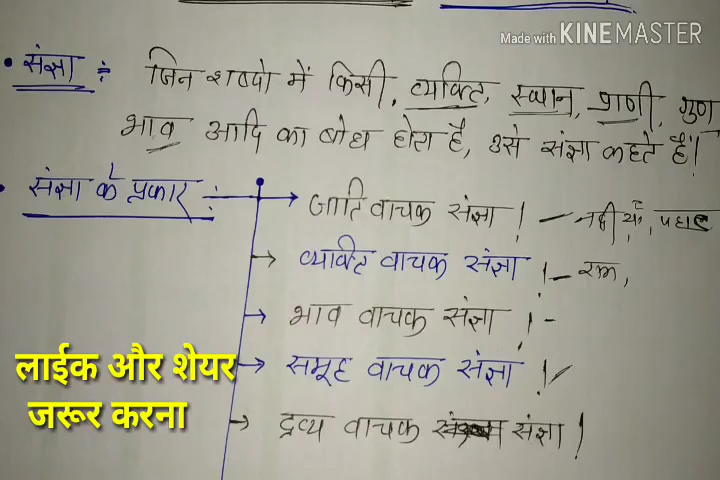 Made with KINEMASTER
• संज्ञा :- जिन शब्दो में किसी, व्यक्ति, स्थान, प्राणी, गुण
भाव आदि का बोध होता है, उसे संज्ञा कहते हैं।
• संज्ञा के प्रकार :- → जाति वाचक संज्ञा ! - नदीयाँ, पहाड़
→ व्यक्ति वाचक संज्ञा ! - राम,
→ भाव वाचक संज्ञा ! -
→ समूह वाचक संज्ञा !
→ द्रव्य वाचक संज्ञा !
लाईक और शेयर
जरूर करना